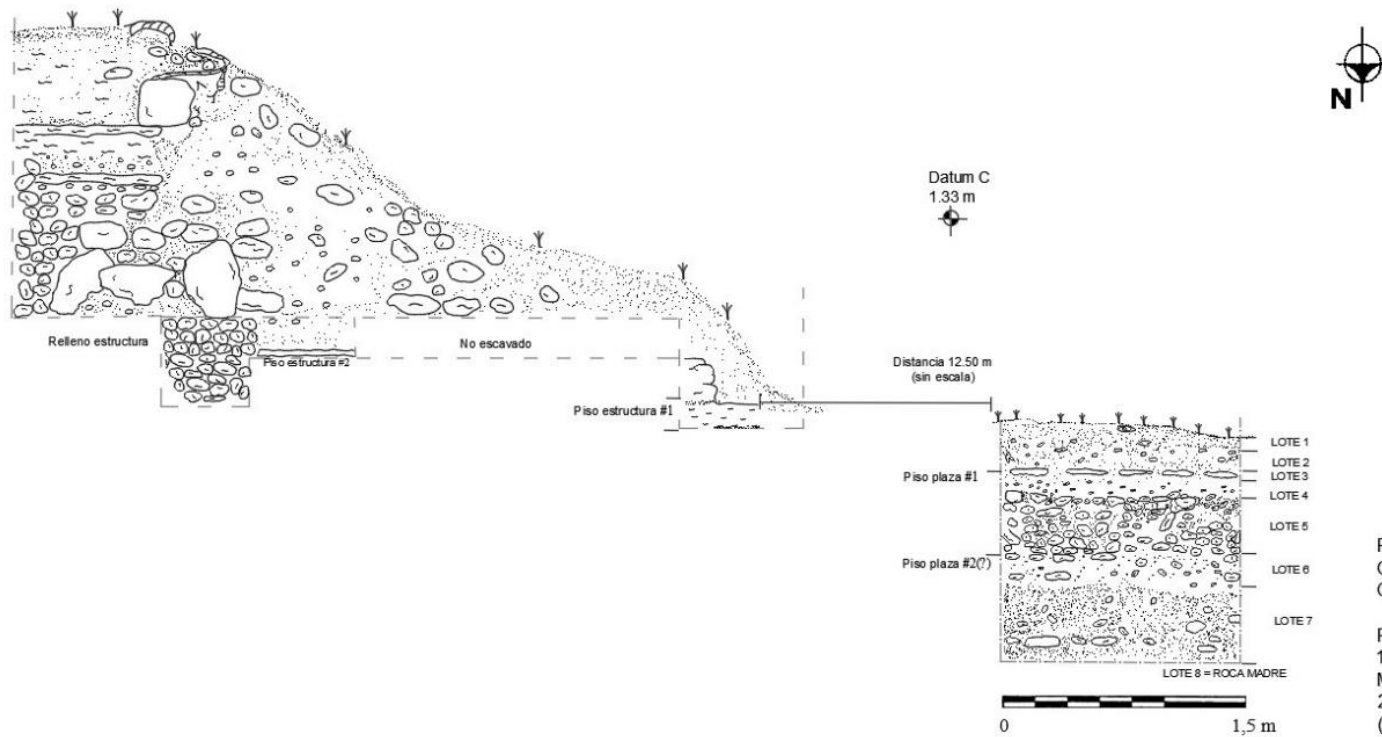 N
Datum C
1.33 m
Relleno estructura
Piso estructura #2
No escavado
Distancia 12.50 m
(sin escala)
Piso estructura #1
LOTE 1
LOTE 2
Piso plaza #1
LOTE 3
LOTE 4
LOTE 5
Piso plaza #2(?)
LOTE 6
LOTE 7
LOTE 8 = ROCA MADRE
0
1,5 m